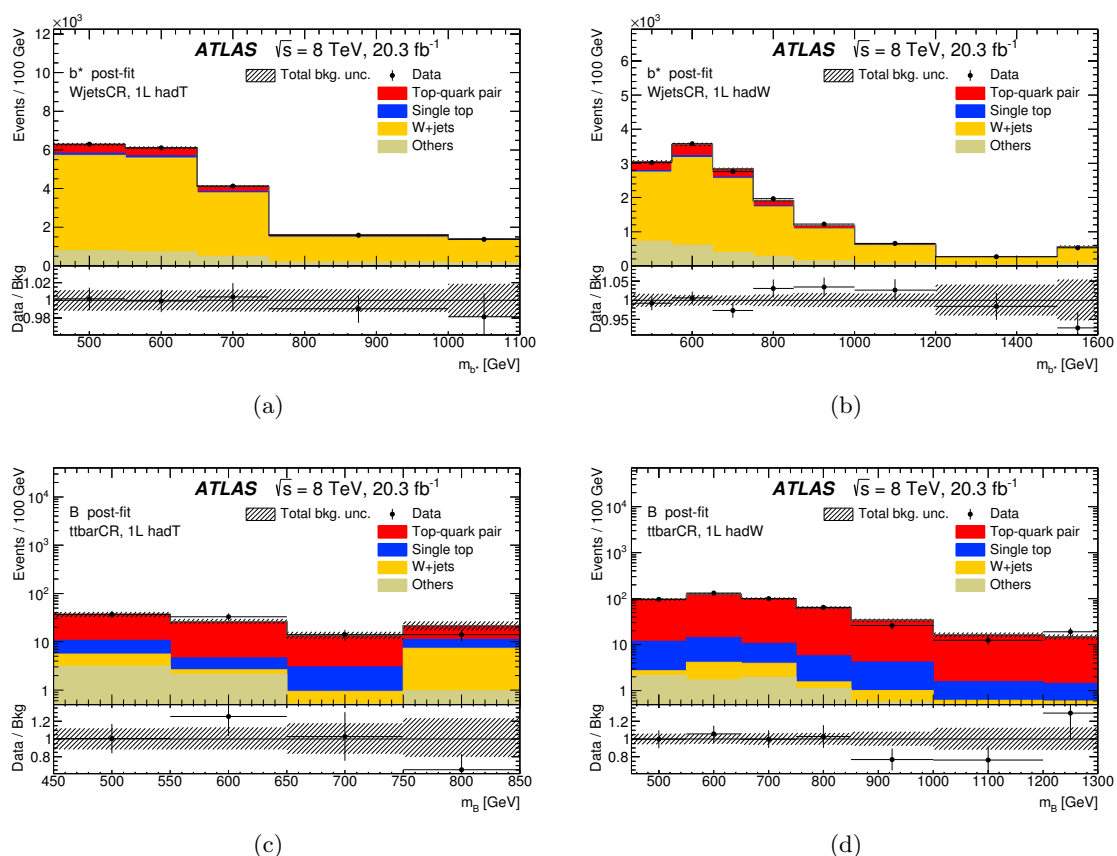 ×10³
ATLAS √s = 8 TeV, 20.3 fb⁻¹
b* post-fit
WjetsCR, 1L hadT
Total bkg. unc.
Data
Top-quark pair
Single top
W+jets
Others
Events / 100 GeV
12
10
8
6
4
2
0
Data / Bkg
1.02
1
0.98
500 600 700 800 900 1000 1100
m_b* [GeV]
(a)
×10³
ATLAS √s = 8 TeV, 20.3 fb⁻¹
b* post-fit
WjetsCR, 1L hadW
Total bkg. unc.
Data
Top-quark pair
Single top
W+jets
Others
Events / 100 GeV
6
5
4
3
2
1
0
Data / Bkg
1.05
1
0.95
600 800 1000 1200 1400 1600
m_b* [GeV]
(b)
ATLAS √s = 8 TeV, 20.3 fb⁻¹
B post-fit
ttbarCR, 1L hadT
Total bkg. unc.
Data
Top-quark pair
Single top
W+jets
Others
Events / 100 GeV
10⁴
10³
10²
10
1
Data / Bkg
1.2
1
0.8
450 500 550 600 650 700 750 800 850
m_B [GeV]
(c)
ATLAS √s = 8 TeV, 20.3 fb⁻¹
B post-fit
ttbarCR, 1L hadW
Total bkg. unc.
Data
Top-quark pair
Single top
W+jets
Others
Events / 100 GeV
10⁴
10³
10²
10
1
Data / Bkg
1.2
1
0.8
500 600 700 800 900 1000 1100 1200 1300
m_B [GeV]
(d)